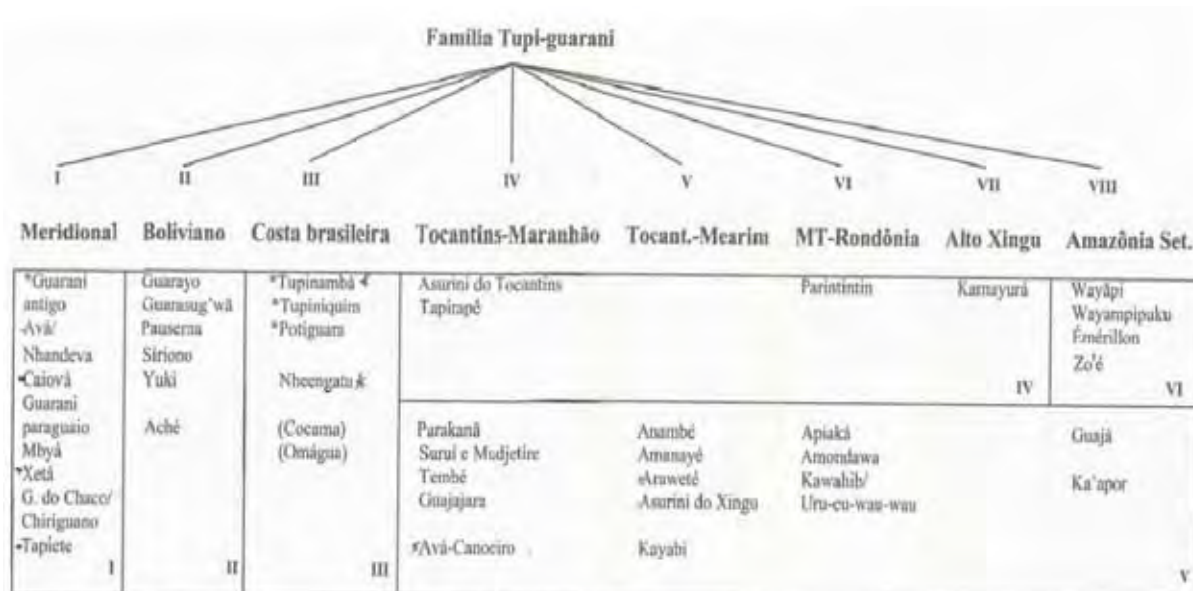 Família Tupi-guarani
I II III IV V VI VII VIII
Meridional Boliviano Costa brasileira Tocantins-Maranhão Tocant.-Mearim MT-Rondônia Alto Xingu Amazônia Set.
*Guarani
antigo
Avá/
Nhandeva
Caiová
Guarani
paraguaio
Mbyá
Xetá
G. do Chaco/
Chiriguano
Tapiete
I
Guarayo
Guarasug'wä
Pauserna
Siriono
Yuki
Aché
II
*Tupinambá
*Tupiniquim
*Potiguara
Nheengatu
(Cocama)
(Omágua)
III
Asurini do Tocantins
Tapirapé
Parintintin
Kamayurá
IV
Wayãpi
Wayampipuku
Émérillon
Zo'é
VI
Parakanã
Suruí e Mudjetire
Tembé
Guajajara
Avá-Canoeiro
Anambé
Amanayé
Araweté
Asurini do Xingu
Kayabi
Apiaká
Amondawa
Kawahib/
Uru-eu-wau-wau
Guajá
Ka'apor
V